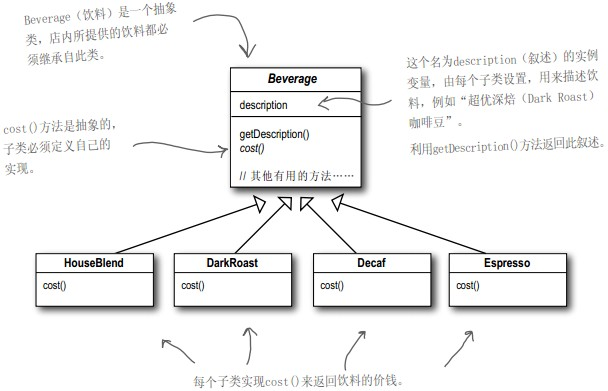 Beverage（饮料）是一个抽象
类，店内所提供的饮料都必
须继承自此类。
Beverage
description
getDescription()
cost()
// 其他有用的方法……
这个名为description（叙述）的实例
变量，由每个子类设置，用来描述饮
料，例如“超优深焙（Dark Roast）
咖啡豆”。
利用getDescription()方法返回此叙述。
cost()方法是抽象的，
子类必须定义自己的
实现。
HouseBlend
cost()
DarkRoast
cost()
Decaf
cost()
Espresso
cost()
每个子类实现cost()来返回饮料的价钱。